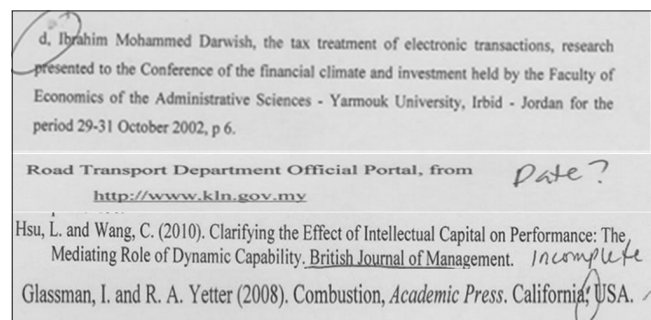 d, Ibrahim Mohammed Darwish, the tax treatment of electronic transactions, research
presented to the Conference of the financial climate and investment held by the Faculty of
Economics of the Administrative Sciences - Yarmouk University, Irbid - Jordan for the
period 29-31 October 2002, p 6.
Road Transport Department Official Portal, from Date?
http://www.kln.gov.my
Hsu, L. and Wang, C. (2010). Clarifying the Effect of Intellectual Capital on Performance: The
Mediating Role of Dynamic Capability. British Journal of Management. Incomplete
Glassman, I. and R. A. Yetter (2008). Combustion, Academic Press. California, USA.